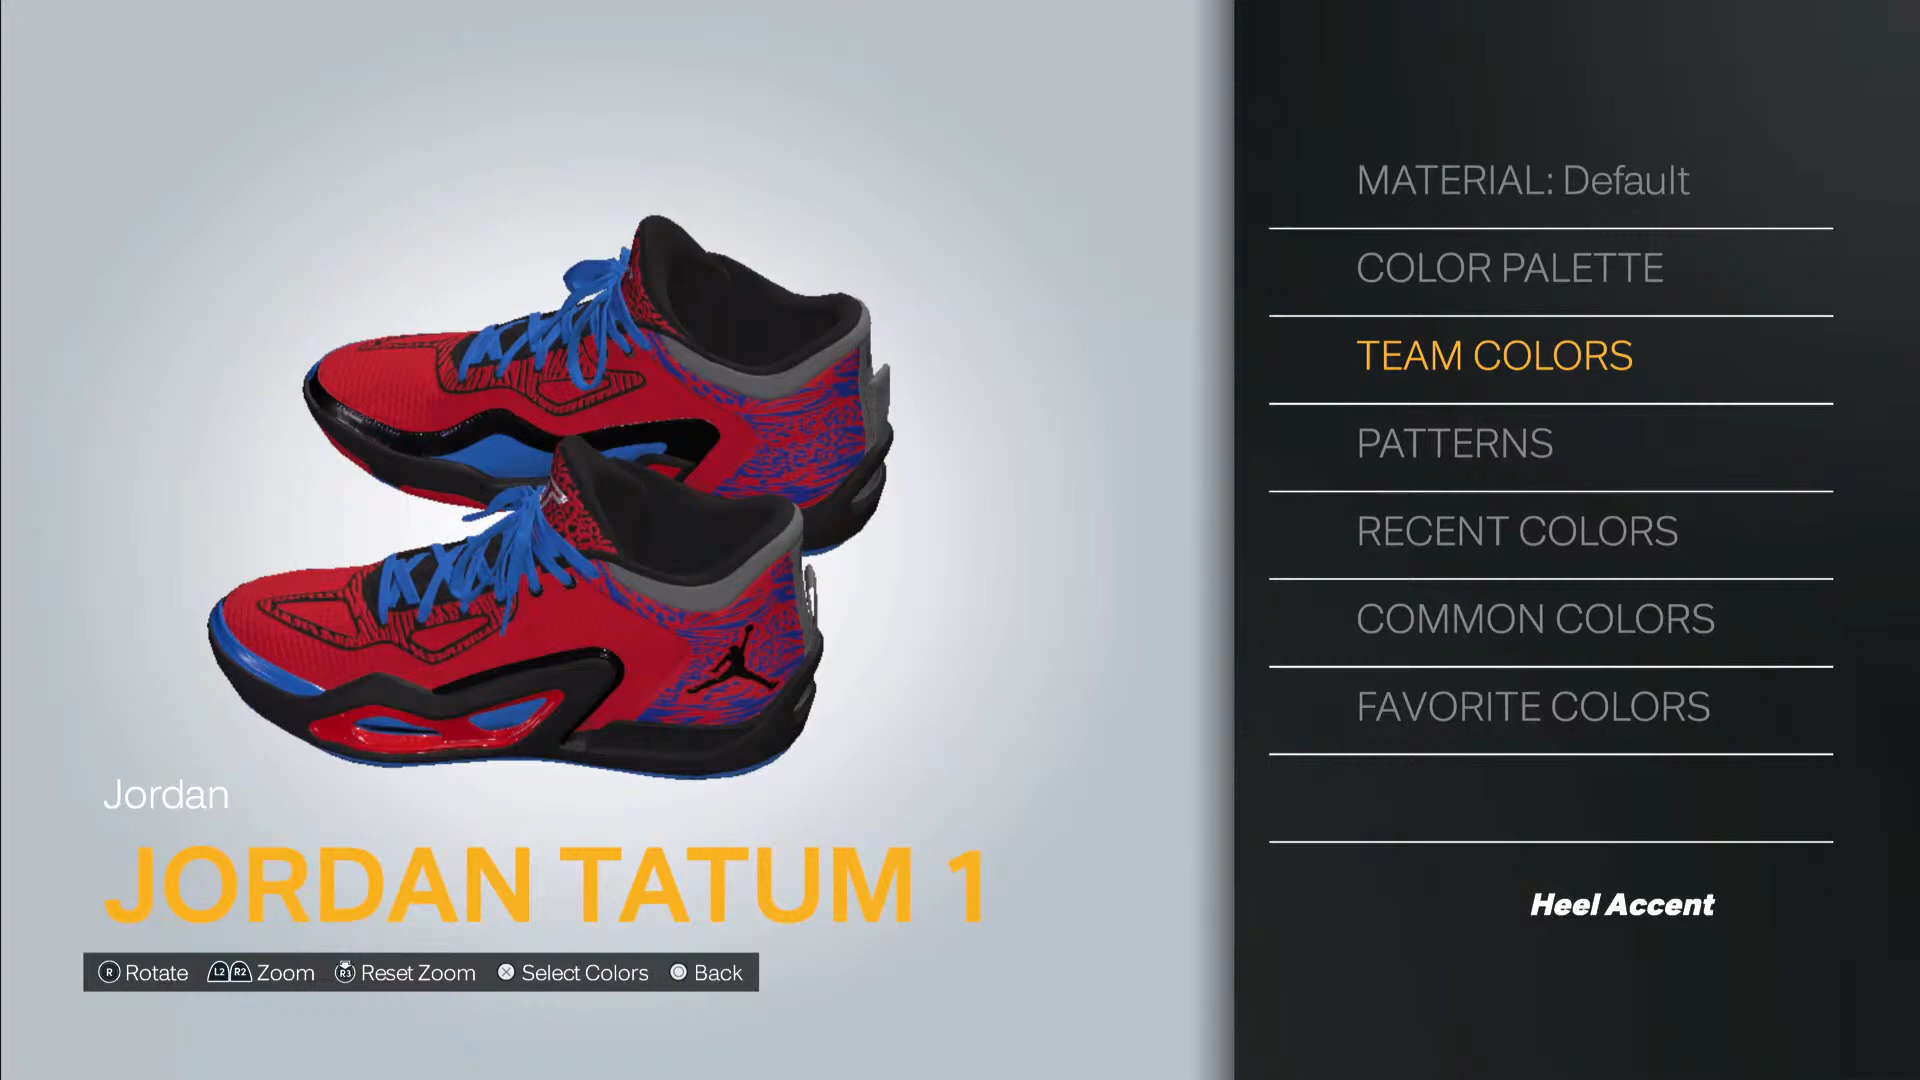 MATERIAL: Default
COLOR PALETTE
TEAM COLORS
PATTERNS
RECENT COLORS
COMMON COLORS
FAVORITE COLORS
Heel Accent
Jordan
JORDAN TATUM 1
R Rotate L2 R2 Zoom R3 Reset Zoom Select Colors Back